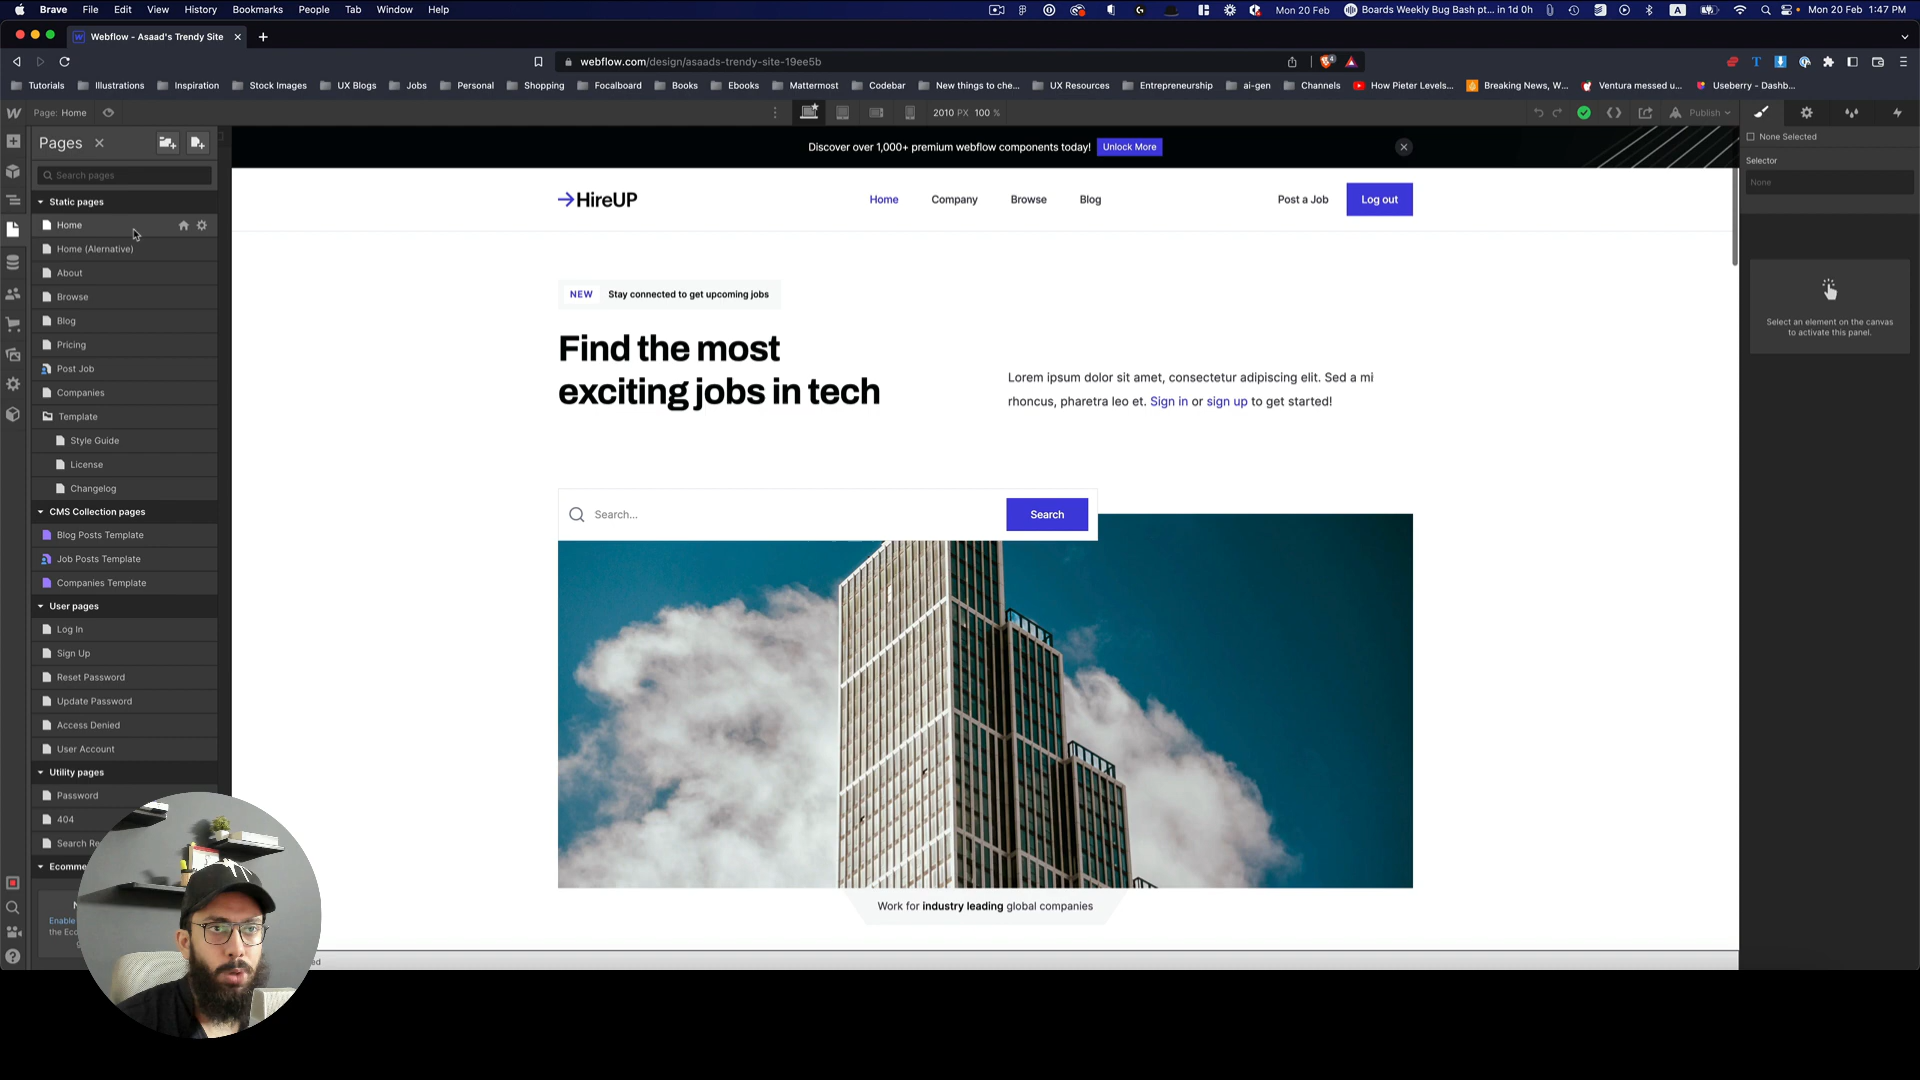 Brave File Edit View History Bookmarks People Tab Window Help
Mon 20 Feb Boards Weekly Bug Bash pt... in 1d 0h A Mon 20 Feb 1:47 PM
Webflow - Asaad's Trendy Site
webflow.com/design/asaads-trendy-site-19ee5b
Tutorials Illustrations Inspiration Stock Images UX Blogs Jobs Personal Shopping Focalboard Books Ebooks Mattermost Codebar New things to che... UX Resources Entrepreneurship ai-gen Channels How Pieter Levels... Breaking News, W... Ventura messed u... Useberry - Dashb...
Page: Home
2010 PX 100 %
Publish
Pages
Search pages
Static pages
Home
Home (Alernative)
About
Browse
Blog
Pricing
Post Job
Companies
Template
Style Guide
License
Changelog
CMS Collection pages
Blog Posts Template
Job Posts Template
Companies Template
User pages
Log In
Sign Up
Reset Password
Update Password
Access Denied
User Account
Utility pages
Password
404
Search Re
Ecomme
Enable
the Eco
Discover over 1,000+ premium webflow components today! Unlock More
HireUP
Home Company Browse Blog
Post a Job Log out
NEW Stay connected to get upcoming jobs
Find the most
exciting jobs in tech
Lorem ipsum dolor sit amet, consectetur adipiscing elit. Sed a mi
rhoncus, pharetra leo et. Sign in or sign up to get started!
Search... Search
Work for industry leading global companies
None Selected
Selector
None
Select an element on the canvas
to activate this panel.